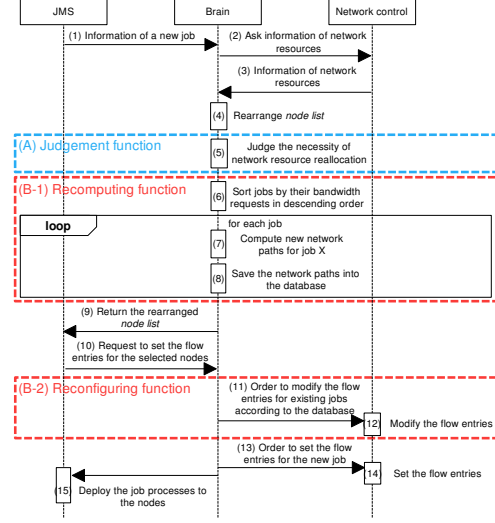 JMS
Brain
Network control
(1) Information of a new job
(2) Ask information of network
resources
(3) Information of network
resources
(4)
Rearrange node list
(A) Judgement function
(5)
Judge the necessity of
network resource reallocation
(B-1) Recomputing function
(6)
Sort jobs by their bandwidth
requests in descending order
loop
for each job
(7)
Compute new network
paths for job X
(8)
Save the network paths into
the database
(9) Return the rearranged
node list
(10) Request to set the flow
entries for the selected nodes
(B-2) Reconfiguring function
(11) Order to modify the flow
entries for existing jobs
according to the database
(12)
Modify the flow entries
(13) Order to set the flow
entries for the new job
(14)
Set the flow entries
(15)
Deploy the job processes to
the nodes